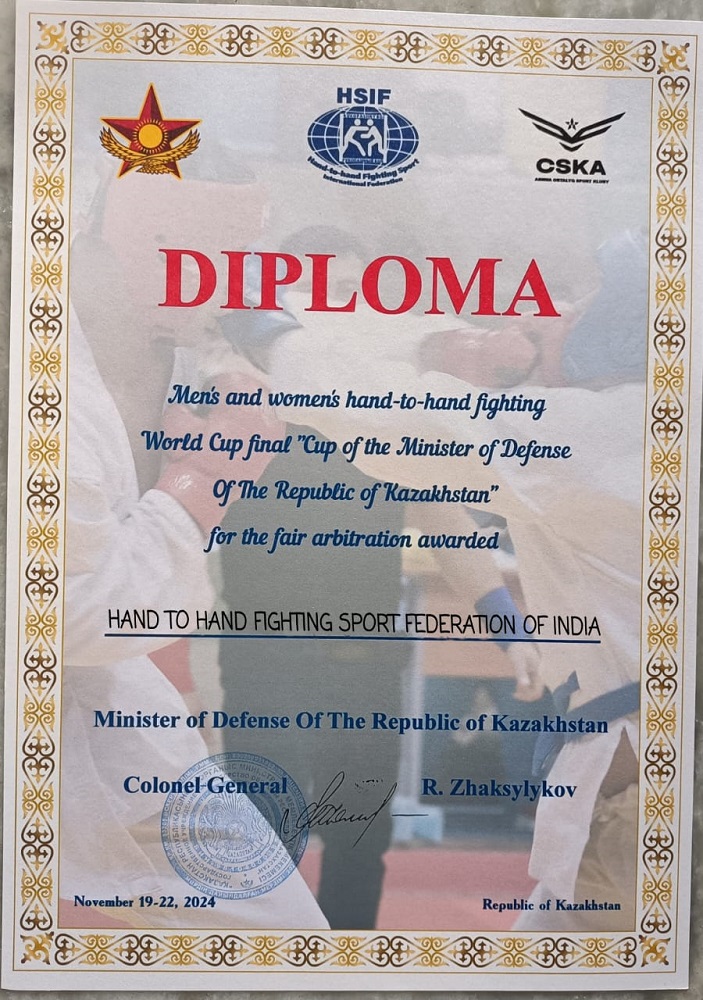 HSIF
Hand-to-hand Fighting Sport
International Federation
CSKA
DIPLOMA
Men's and women's hand-to-hand fighting
World Cup final "Cup of the Minister of Defense
Of The Republic of Kazakhstan"
for the fair arbitration awarded
HAND TO HAND FIGHTING SPORT FEDERATION OF INDIA
Minister of Defense Of The Republic of Kazakhstan
Colonel General
R. Zhaksylykov
November 19-22, 2024
Republic of Kazakhstan